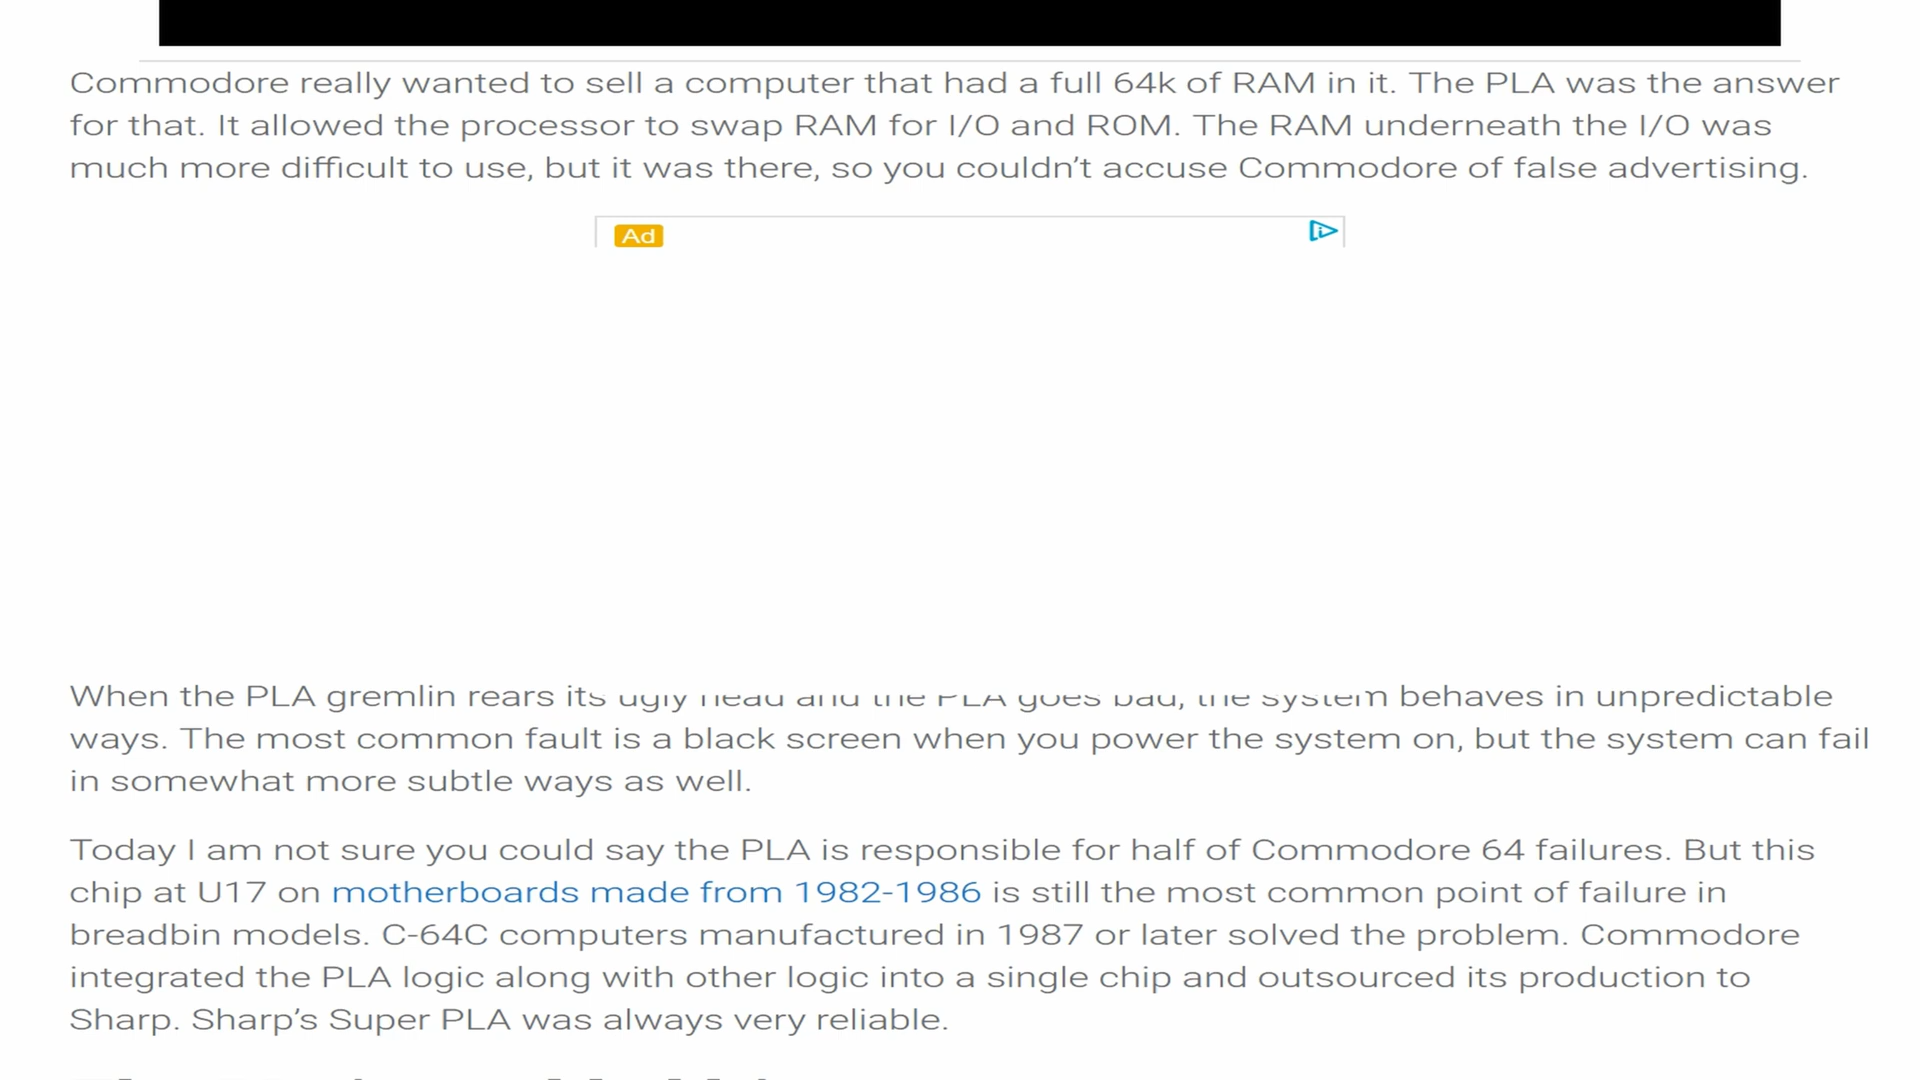 Commodore really wanted to sell a computer that had a full 64k of RAM in it. The PLA was the answer
for that. It allowed the processor to swap RAM for I/O and ROM. The RAM underneath the I/O was
much more difficult to use, but it was there, so you couldn’t accuse Commodore of false advertising.
Ad
When the PLA gremlin rears its ugly head and the PLA goes bad, the system behaves in unpredictable
ways. The most common fault is a black screen when you power the system on, but the system can fail
in somewhat more subtle ways as well.
Today I am not sure you could say the PLA is responsible for half of Commodore 64 failures. But this
chip at U17 on motherboards made from 1982-1986 is still the most common point of failure in
breadbin models. C-64C computers manufactured in 1987 or later solved the problem. Commodore
integrated the PLA logic along with other logic into a single chip and outsourced its production to
Sharp. Sharp’s Super PLA was always very reliable.